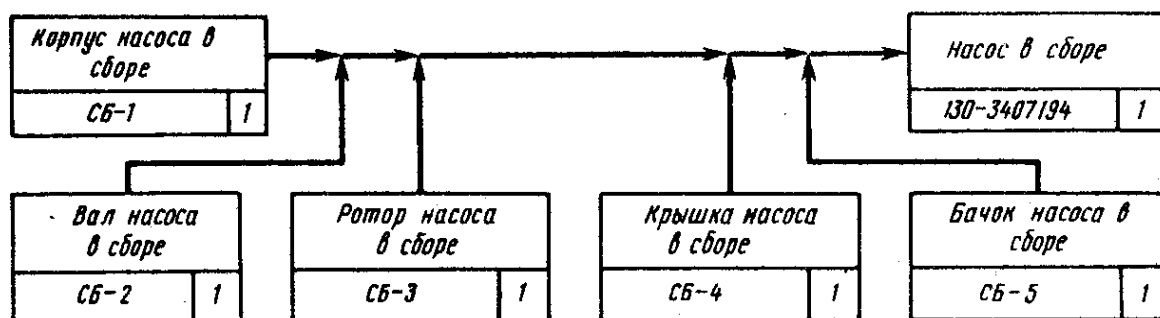 Корпус насоса в
сборе
СБ-1 1
Насос в сборе
130-3407194 1
Вал насоса
в сборе
СБ-2 1
Ротор насоса
в сборе
СБ-3 1
Крышка насоса
в сборе
СБ-4 1
Бачок насоса в
сборе
СБ-5 1